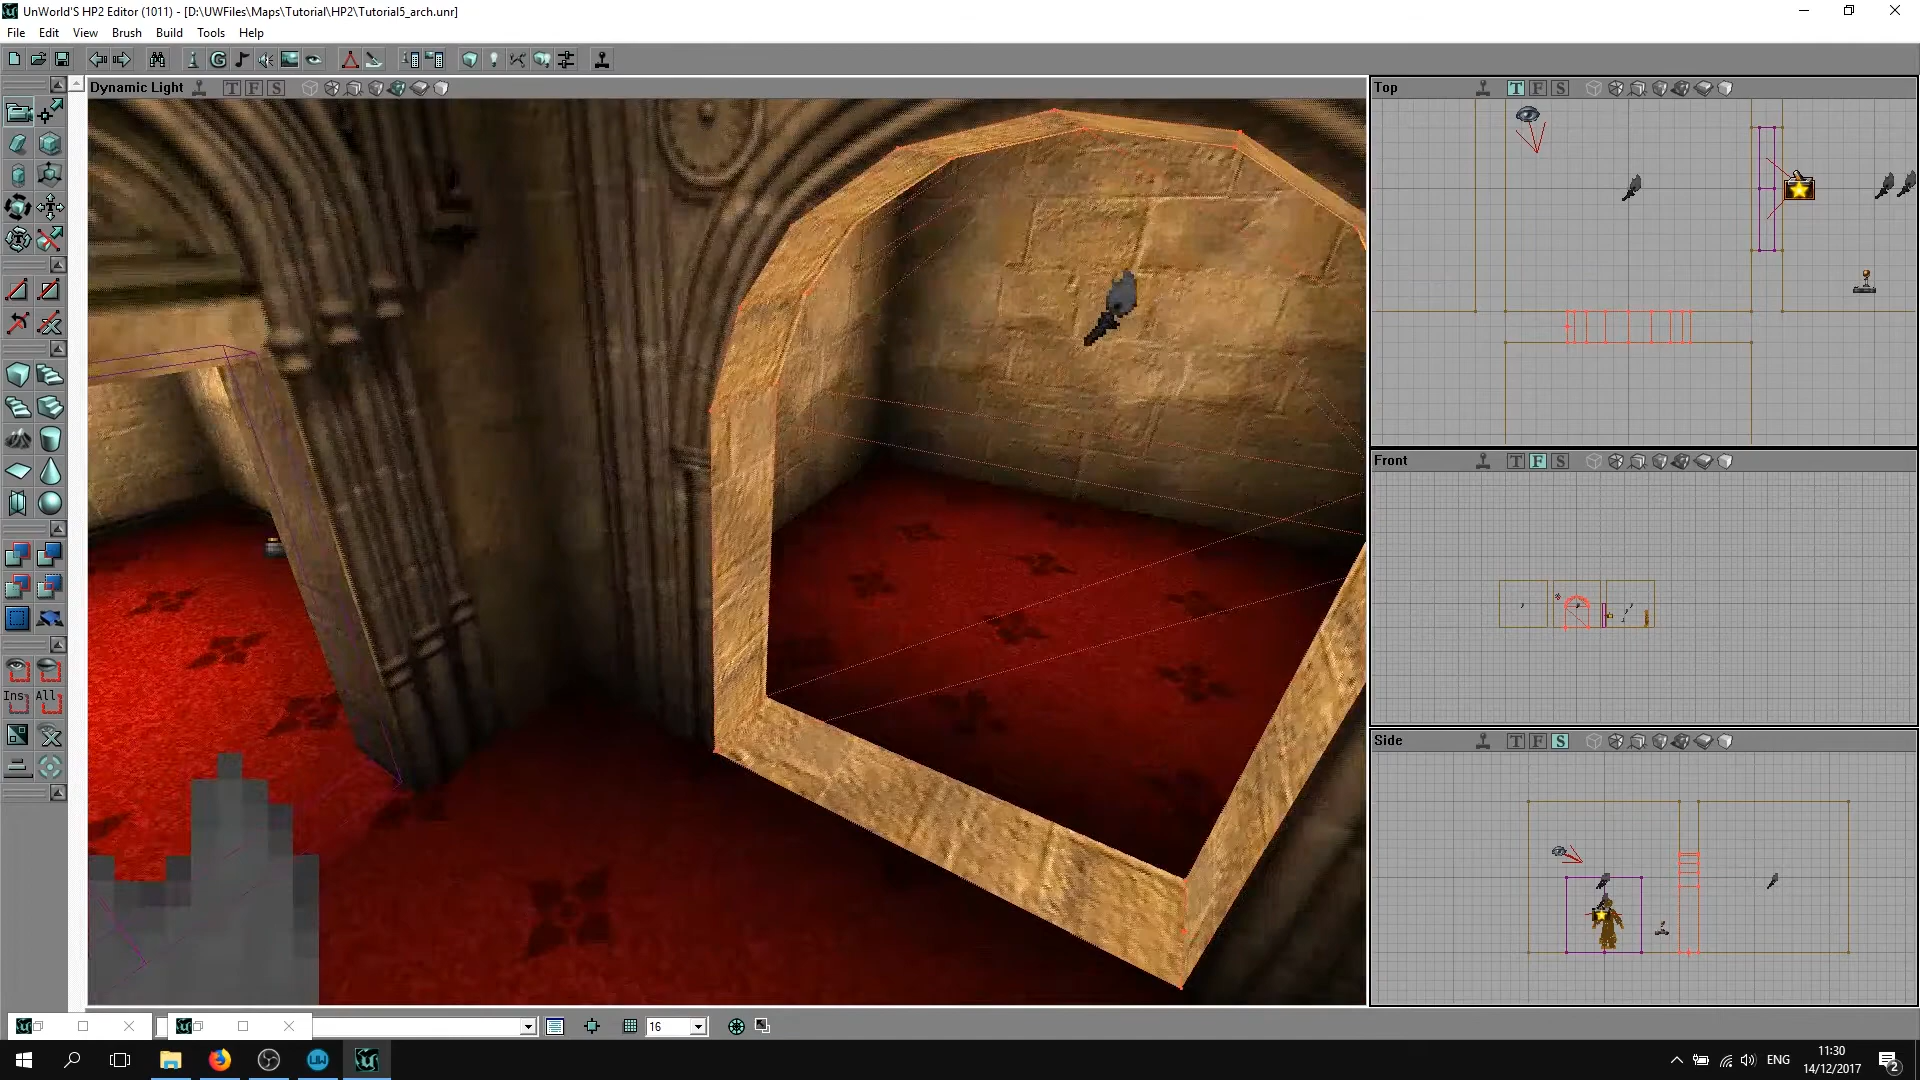 UnWorld'S HP2 Editor (1011) - [D:\UWFiles\Maps\Tutorial\HP2\Tutorial5_arch.unr]
File Edit View Brush Build Tools Help
Dynamic Light T F S
Top T F S
Front T F S
Side T F S
Ins All
16
ENG
11:30
14/12/2017
2